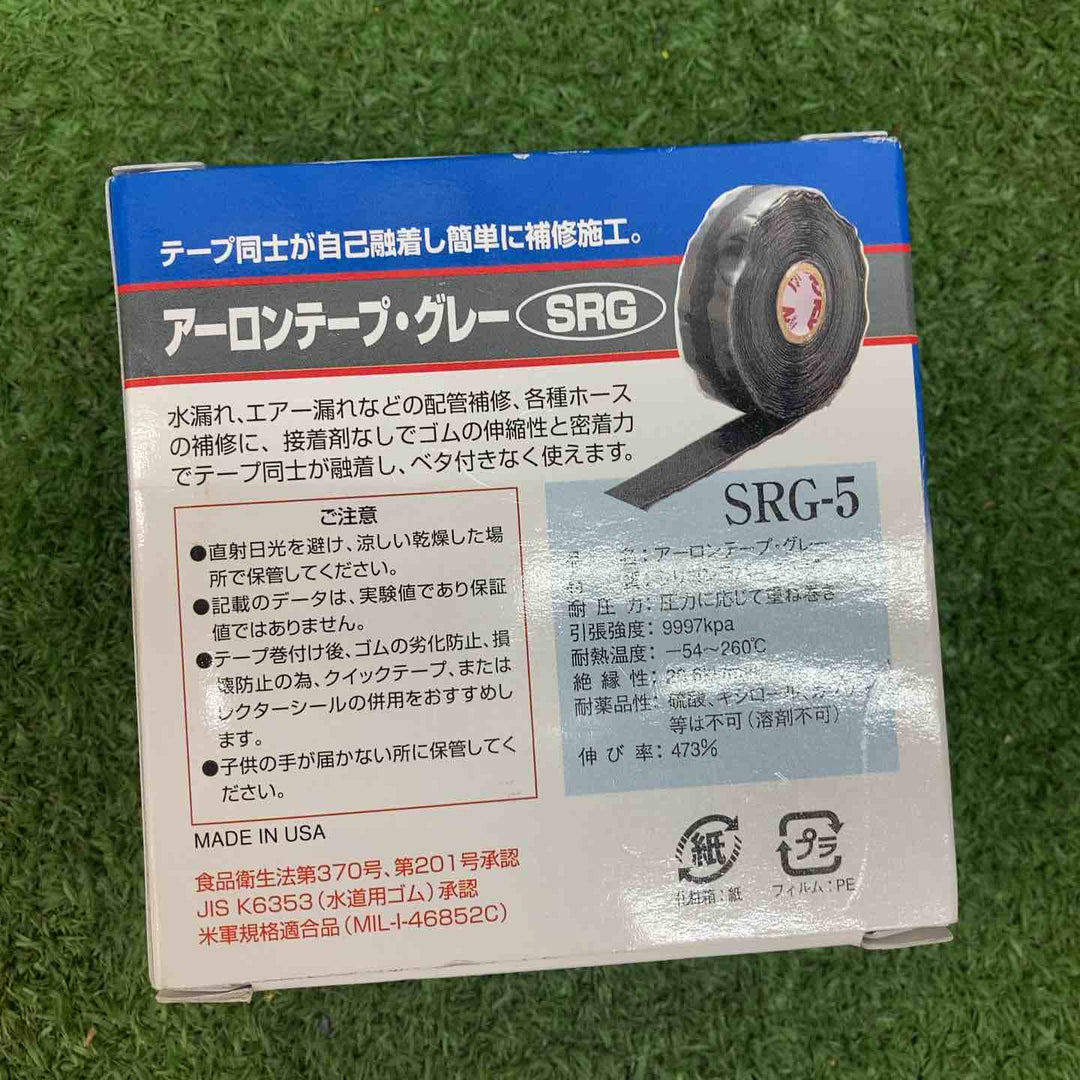 テープ同士が自己融着し簡単に補修施工。
アーロンテープ・グレー SRG
水漏れ、エアー漏れなどの配管補修、各種ホース
の補修に、接着剤なしでゴムの伸縮性と密着力
でテープ同士が融着し、ベタ付きなく使えます。
ご注意
●直射日光を避け、涼しい乾燥した場
所で保管してください。
●記載のデータは、実験値であり保証
値ではありません。
●テープ巻付け後、ゴムの劣化防止、損
壊防止の為、クイックテープ、または
レクターシールの併用をおすすめし
ます。
●子供の手が届かない所に保管してく
ださい。
MADE IN USA
食品衛生法第370号、第201号承認
JIS K6353(水道用ゴム)承認
米軍規格適合品(MIL-I-46852C)
SRG-5
名:アーロンテープ・グレー
耐圧力:圧力に応じて重ね巻き
引張強度:9997kpa
耐熱温度:−54〜260℃
絶縁性:
耐薬品性:硫酸、キシロール、
等は不可(溶剤不可)
伸び率:473%
紙
化粧箱:紙
プラ
フィルム:PE